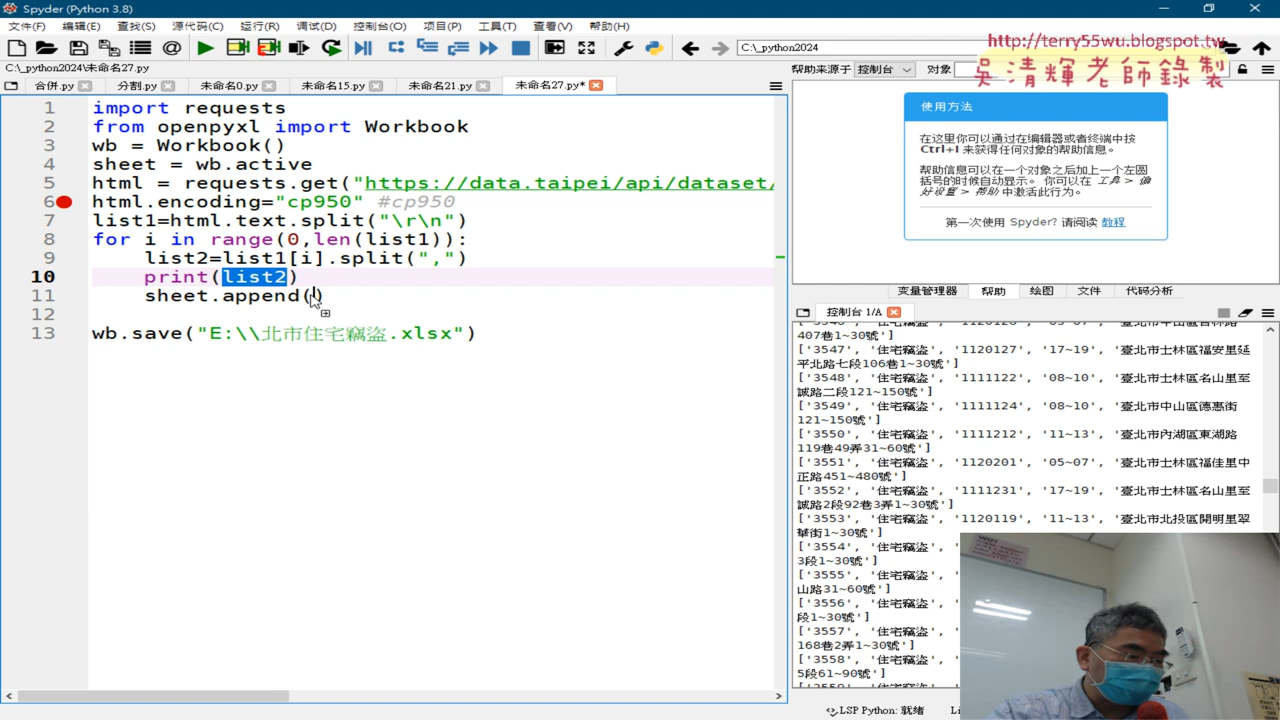 Spyder (Python 3.8)
文件(F) 编辑(E) 查找(S) 源代码(C) 运行(R) 调试(D) 控制台(O) 项目(P) 工具(T) 查看(V) 帮助(H)
C:\_python2024
http://terry55wu.blogspot.tw
吳清輝老師錄製
C:\_python2024\未命名27.py
帮助来源于 控制台 对象
合併.py 分割.py 未命名0.py 未命名15.py 未命名21.py 未命名27.py*
1 import requests
2 from openpyxl import Workbook
3 wb = Workbook()
4 sheet = wb.active
5 html = requests.get("https://data.taipei/api/dataset/
6 html.encoding="cp950" #cp950
7 list1=html.text.split("\r\n")
8 for i in range(0,len(list1)):
9 list2=list1[i].split(",")
10 print(list2)
11 sheet.append()
12
13 wb.save("E:\\北市住宅竊盜.xlsx")
使用方法
在这里你可以通过在编辑器或者终端中按
Ctrl+I 来获得任何对象的帮助信息。
帮助信息可以在一个对象之后加上一个左圆
括号的时候自动显示。 你可以在 工具 > 偏
好设置 > 帮助 中激活此行为。
第一次使用 Spyder? 请阅读 教程
变量管理器 帮助 绘图 文件 代码分析
控制台 1/A
407巷1~30號']
['3547', '住宅竊盜', '1120127', '17~19', '臺北市士林區福安里延
平北路七段106巷1~30號']
['3548', '住宅竊盜', '1111122', '08~10', '臺北市士林區名山里至
誠路二段121~150號']
['3549', '住宅竊盜', '1111124', '08~10', '臺北市中山區德惠街
121~150號']
['3550', '住宅竊盜', '1111212', '11~13', '臺北市內湖區東湖路
119巷49弄31~60號']
['3551', '住宅竊盜', '1120201', '05~07', '臺北市士林區福佳里中
正路451~480號']
['3552', '住宅竊盜', '1111231', '17~19', '臺北市士林區名山里至
誠路2段92巷3弄1~30號']
['3553', '住宅竊盜', '1120119', '11~13', '臺北市北投區開明里翠
華街1~30號']
['3554', '住宅竊盜',
3段1~30號']
['3555', '住宅竊盜',
山路31~60號']
['3556', '住宅竊盜',
段1~30號']
['3557', '住宅竊盜',
168巷2弄1~30號']
['3558', '住宅竊盜',
5段61~90號']
LSP Python: 就绪